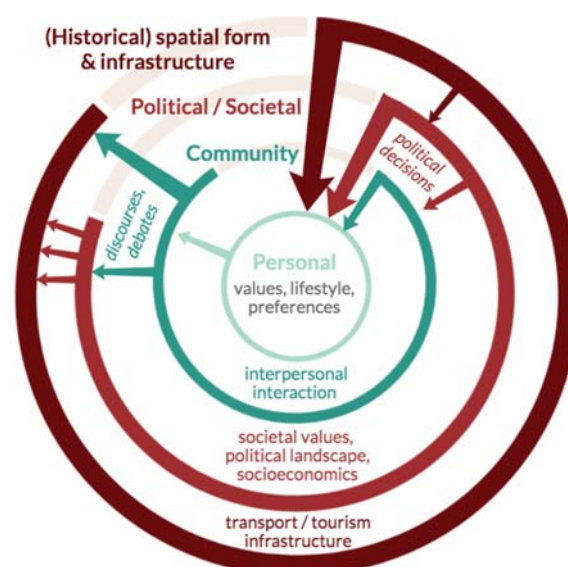 (Historical) spatial form
& infrastructure
Political / Societal
Community
political
decisions
discourses,
debates
Personal
values, lifestyle,
preferences
interpersonal
interaction
societal values,
political landscape,
socioeconomics
transport / tourism
infrastructure